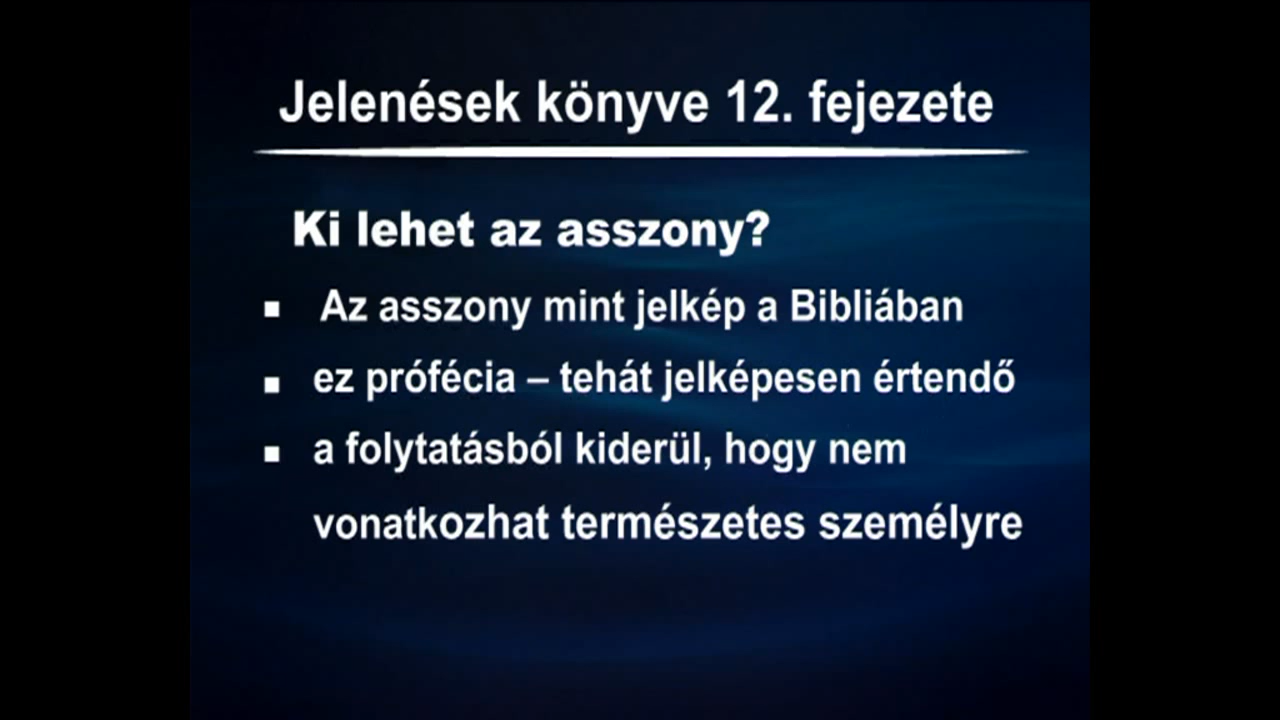 Jelenések könyve 12. fejezete
Ki lehet az asszony?
▪ Az asszony mint jelkép a Bibliában
▪ ez prófécia – tehát jelképesen értendő
▪ a folytatásból kiderül, hogy nem
vonatkozhat természetes személyre